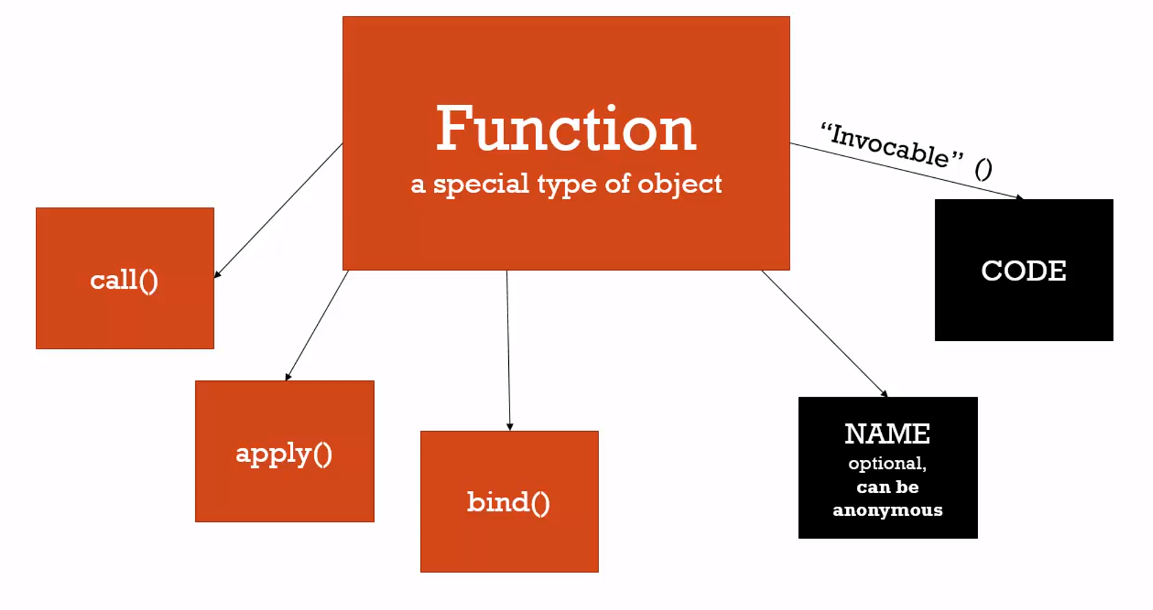 Function
a special type of object
“Invocable” ()
call()
CODE
apply()
bind()
NAME
optional,
can be
anonymous